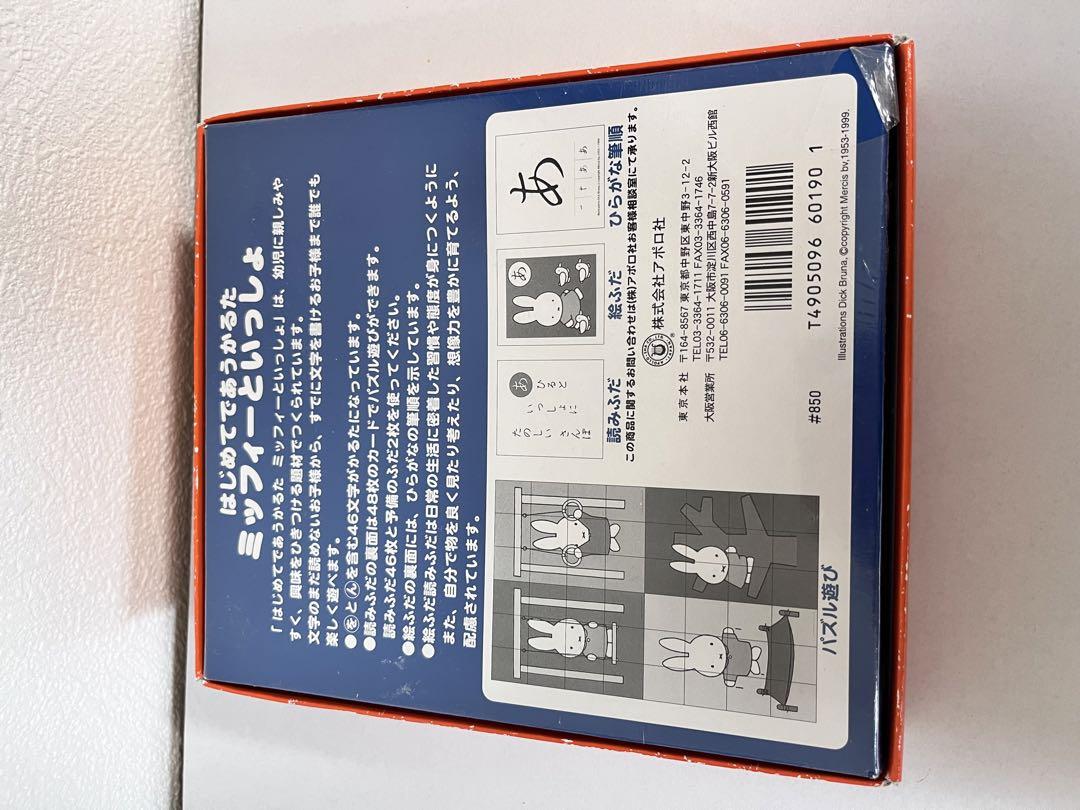 はじめてであうかるた
ミッフィーといっしょ
「はじめてであうかるた ミッフィーといっしょ」は、幼児に親しみや
すく、興味をひきつける題材でつくられています。
文字のまだ読めないお子様から、すでに文字を書けるお子様まで誰でも
楽しく遊べます。
●をとんを含む46文字がかるたになっています。
●読みふだの裏面は48枚のカードでパズル遊びができます。
読みふだ46枚と予備のふだ2枚を使ってください。
●絵ふだの裏面には、ひらがなの筆順を示しています。
●絵ふだ読みふだは日常の生活に密着した習慣や態度が身につくように
また、自分で物を良く見たり考えたり、想像力を豊かに育てるよう、
配慮されています。
パズル遊び
あ
ひると
いっしょに
たのしい
さんぽ
読みふだ
あ
絵ふだ
あ
一 十 あ あ
ひらがな筆順
この商品に関するお問い合わせは(株)アポロ社お客様相談室にて承ります。
株式会社アポロ社
東京本社 〒164-8567 東京都中野区東中野3-12-2
TEL03-3364-1711 FAX03-3364-1746
大阪営業所 〒532-0011 大阪市淀川区西中島7-7-2新大阪ビル西館
TEL06-6306-0091 FAX06-6306-0591
#850
T4905096 60190 1
Illustrations Dick Bruna, ©copyright Mercis bv,1953-1999.